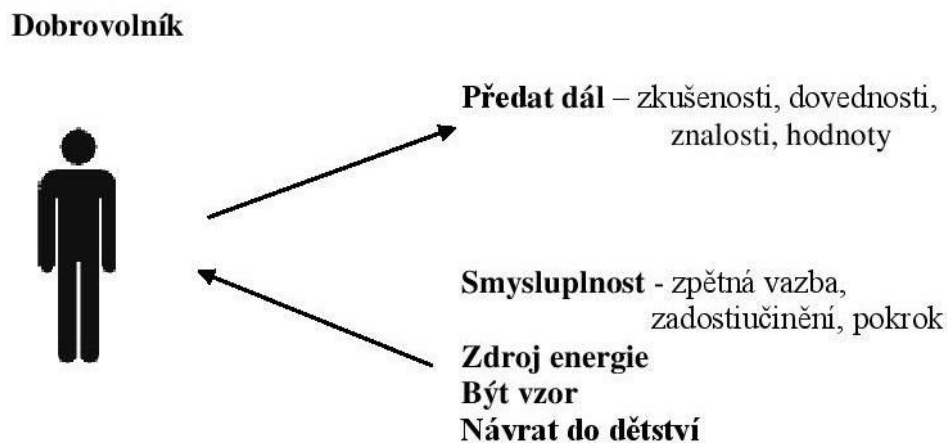 Dobrovolník
Předat dál – zkušenosti, dovednosti,
znalosti, hodnoty
Smysluplnost - zpětná vazba,
zadostiučinění, pokrok
Zdroj energie
Být vzor
Návrat do dětství